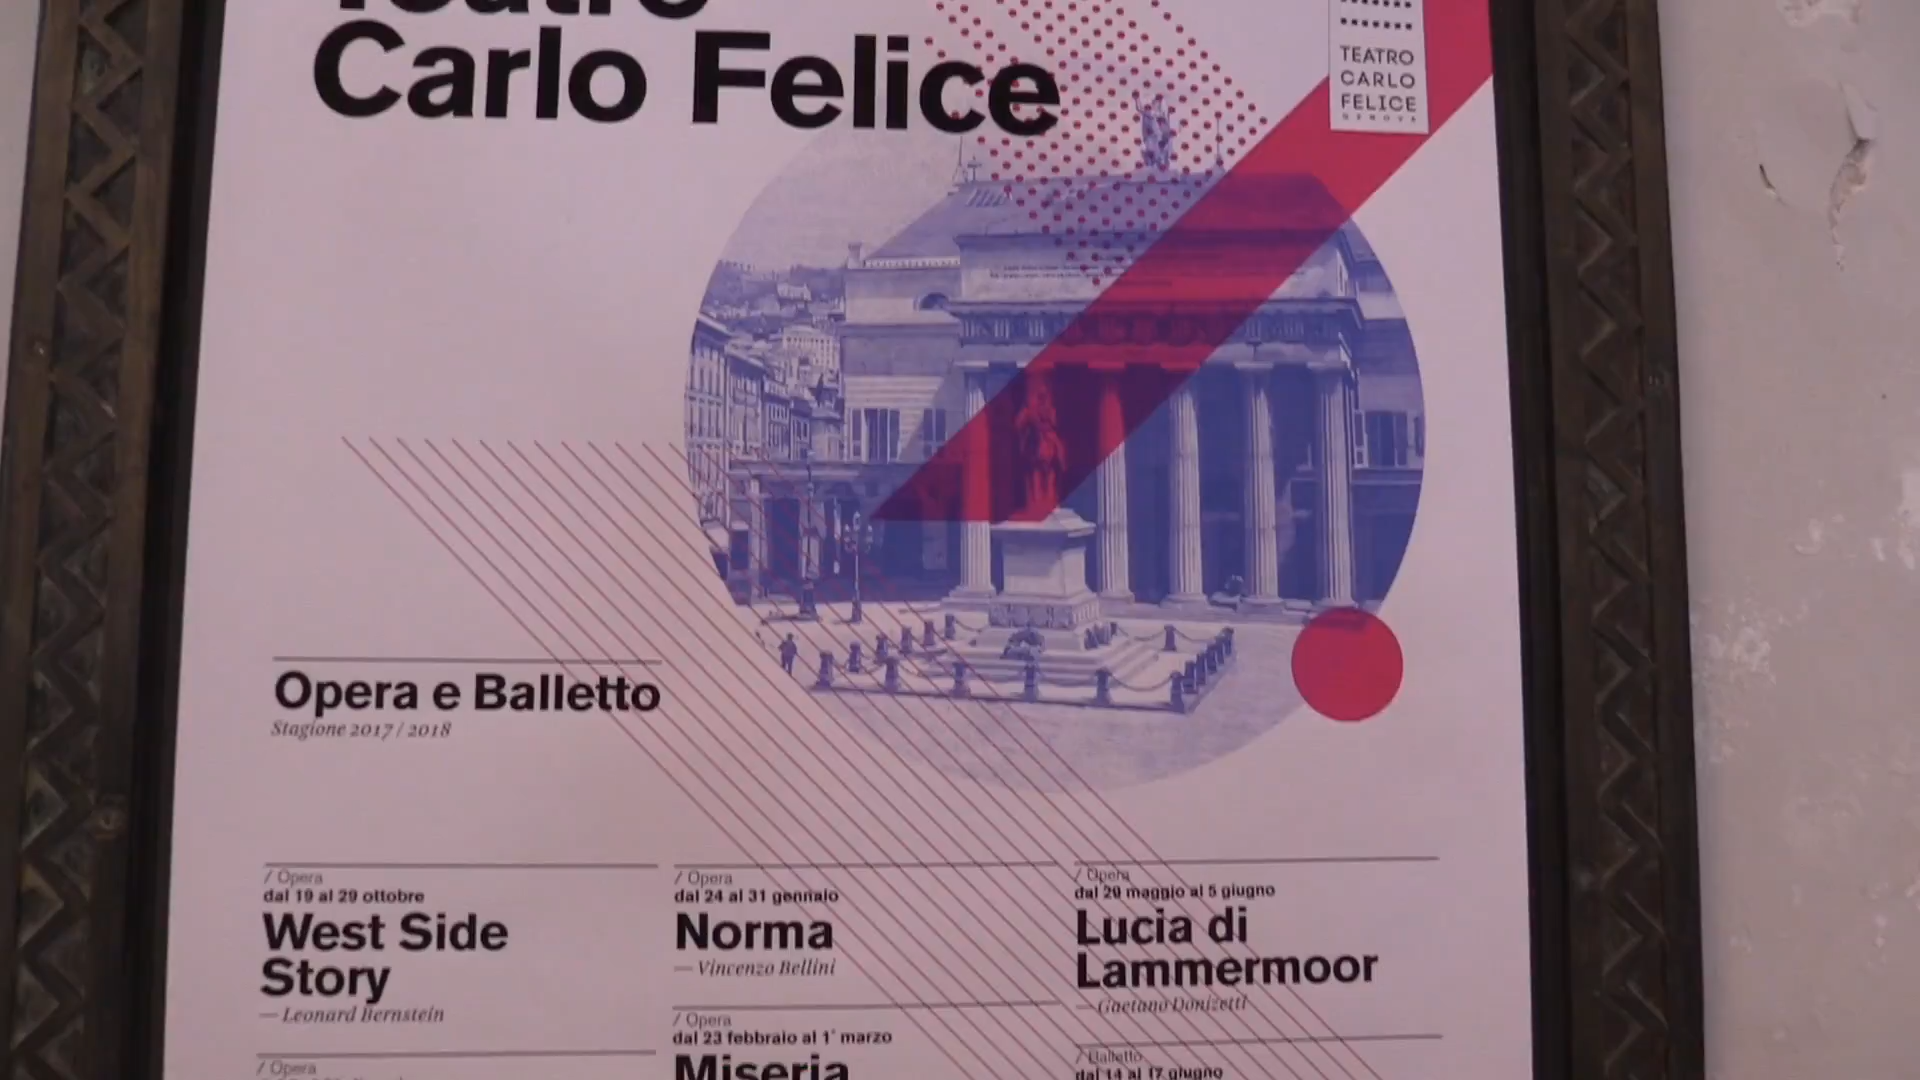 Teatro
Carlo Felice
TEATRO
CARLO
FELICE
GENOVA
Opera e Balletto
Stagione 2017 / 2018
/ Opera
dal 19 al 29 ottobre
West Side
Story
— Leonard Bernstein
/ Opera
/ Opera
dal 24 al 31 gennaio
Norma
— Vincenzo Bellini
/ Opera
dal 23 febbraio al 1° marzo
Miseria
/ Opera
dal 29 maggio al 5 giugno
Lucia di
Lammermoor
— Gaetano Donizetti
/ Balletto
dal 14 al 17 giugno